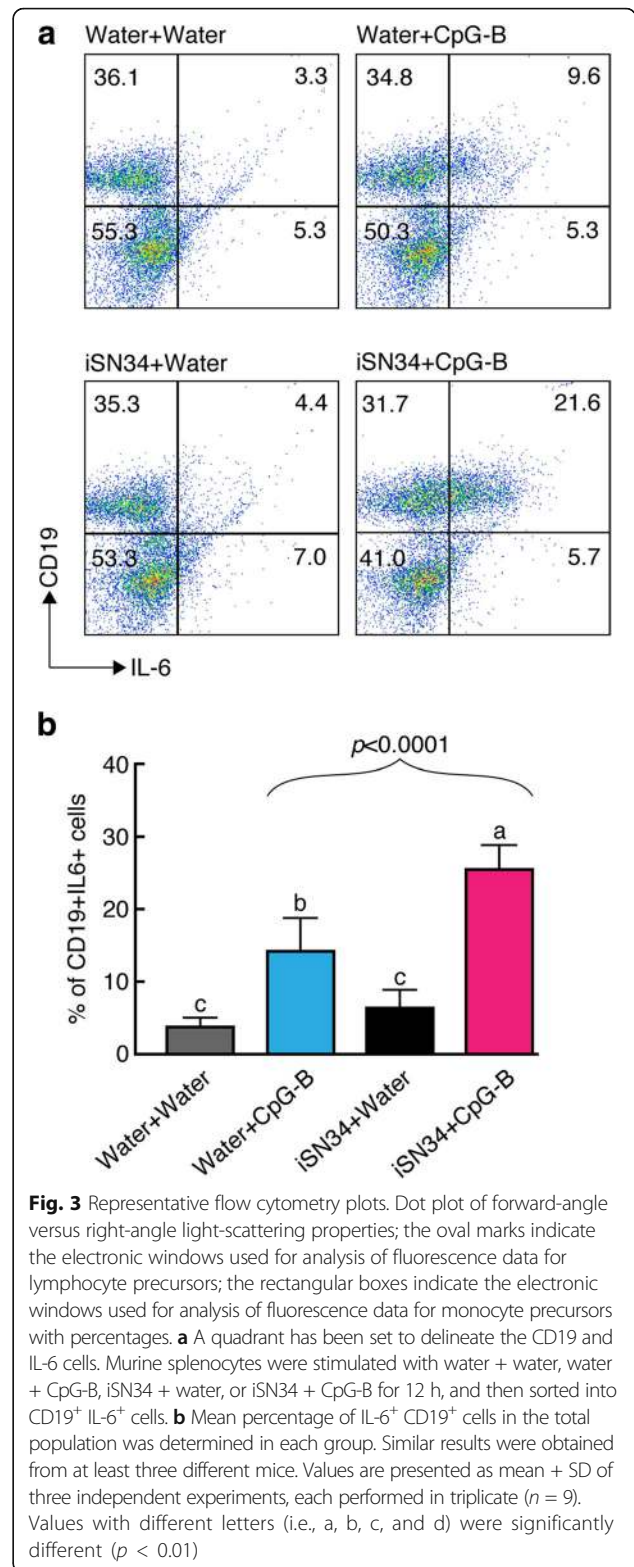 a
Water+Water Water+CpG-B
36.1 3.3 34.8 9.6
55.3 5.3 50.3 5.3
iSN34+Water iSN34+CpG-B
35.3 4.4 31.7 21.6
53.3 7.0 41.0 5.7
CD19
IL-6
b
p<0.0001
% of CD19+IL6+ cells
40
30
20
10
0
c
b
c
a
Water+Water
Water+CpG-B
iSN34+Water
iSN34+CpG-B
Fig. 3 Representative flow cytometry plots. Dot plot of forward-angle
versus right-angle light-scattering properties; the oval marks indicate
the electronic windows used for analysis of fluorescence data for
lymphocyte precursors; the rectangular boxes indicate the electronic
windows used for analysis of fluorescence data for monocyte precursors
with percentages. a A quadrant has been set to delineate the CD19 and
IL-6 cells. Murine splenocytes were stimulated with water + water, water
+ CpG-B, iSN34 + water, or iSN34 + CpG-B for 12 h, and then sorted into
CD19⁺ IL-6⁺ cells. b Mean percentage of IL-6⁺ CD19⁺ cells in the total
population was determined in each group. Similar results were obtained
from at least three different mice. Values are presented as mean + SD of
three independent experiments, each performed in triplicate (n = 9).
Values with different letters (i.e., a, b, c, and d) were significantly
different (p < 0.01)